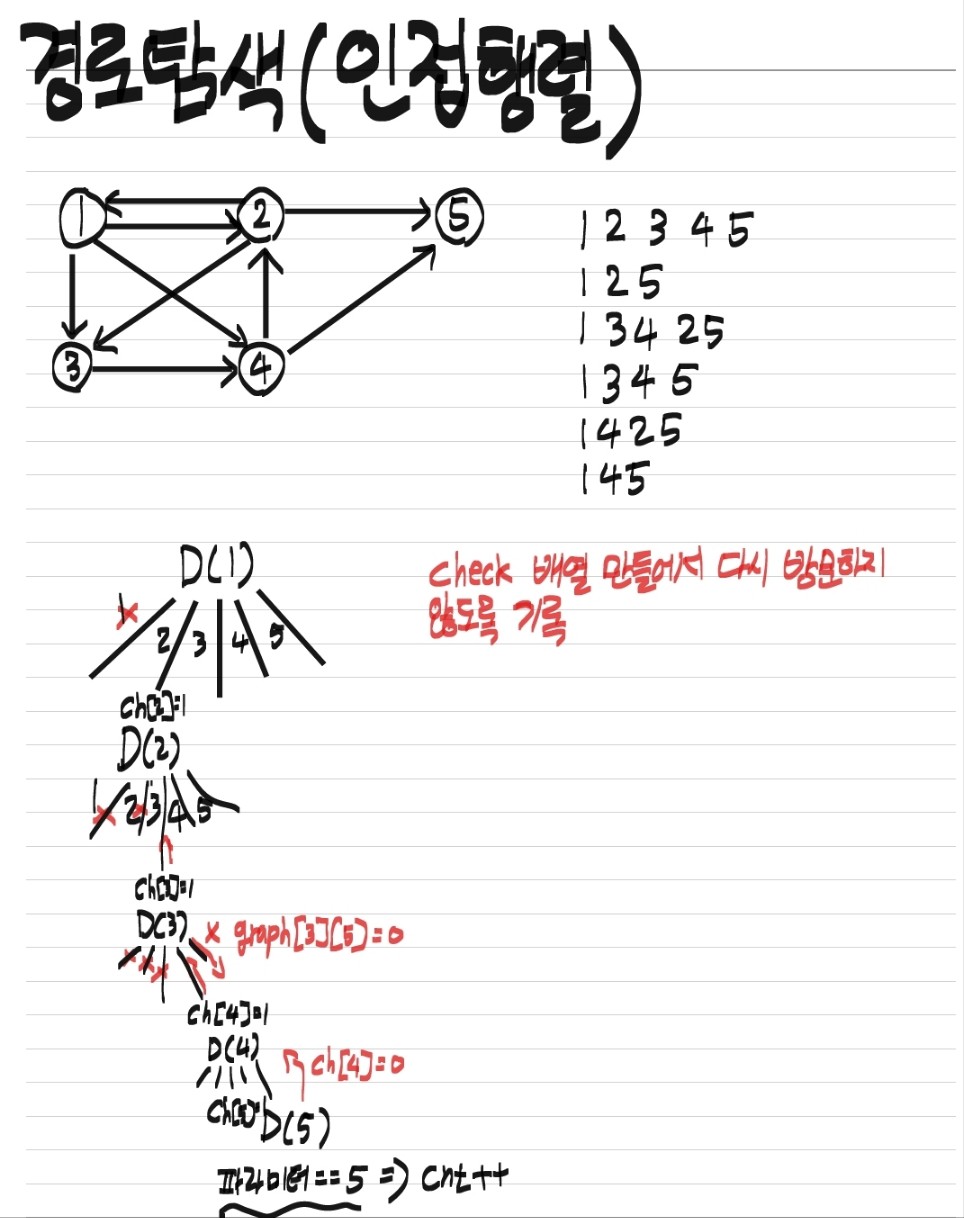 경로탐색(인접행렬)
1 2 5
3 4
1 2 3 4 5
1 2 5
1 3 4 2 5
1 3 4 5
1 4 2 5
1 4 5
D(1)
check 배열 만들어서 다시 방문하지
않도록 기록
1 2 3 4 5
ch[2]=1
D(2)
1 2 3 4 5
ch[3]=1
D(3)
x graph[3][5]=0
ch[4]=1
D(4)
ch[4]=0
D(5)
파라미터==5 => cnt++